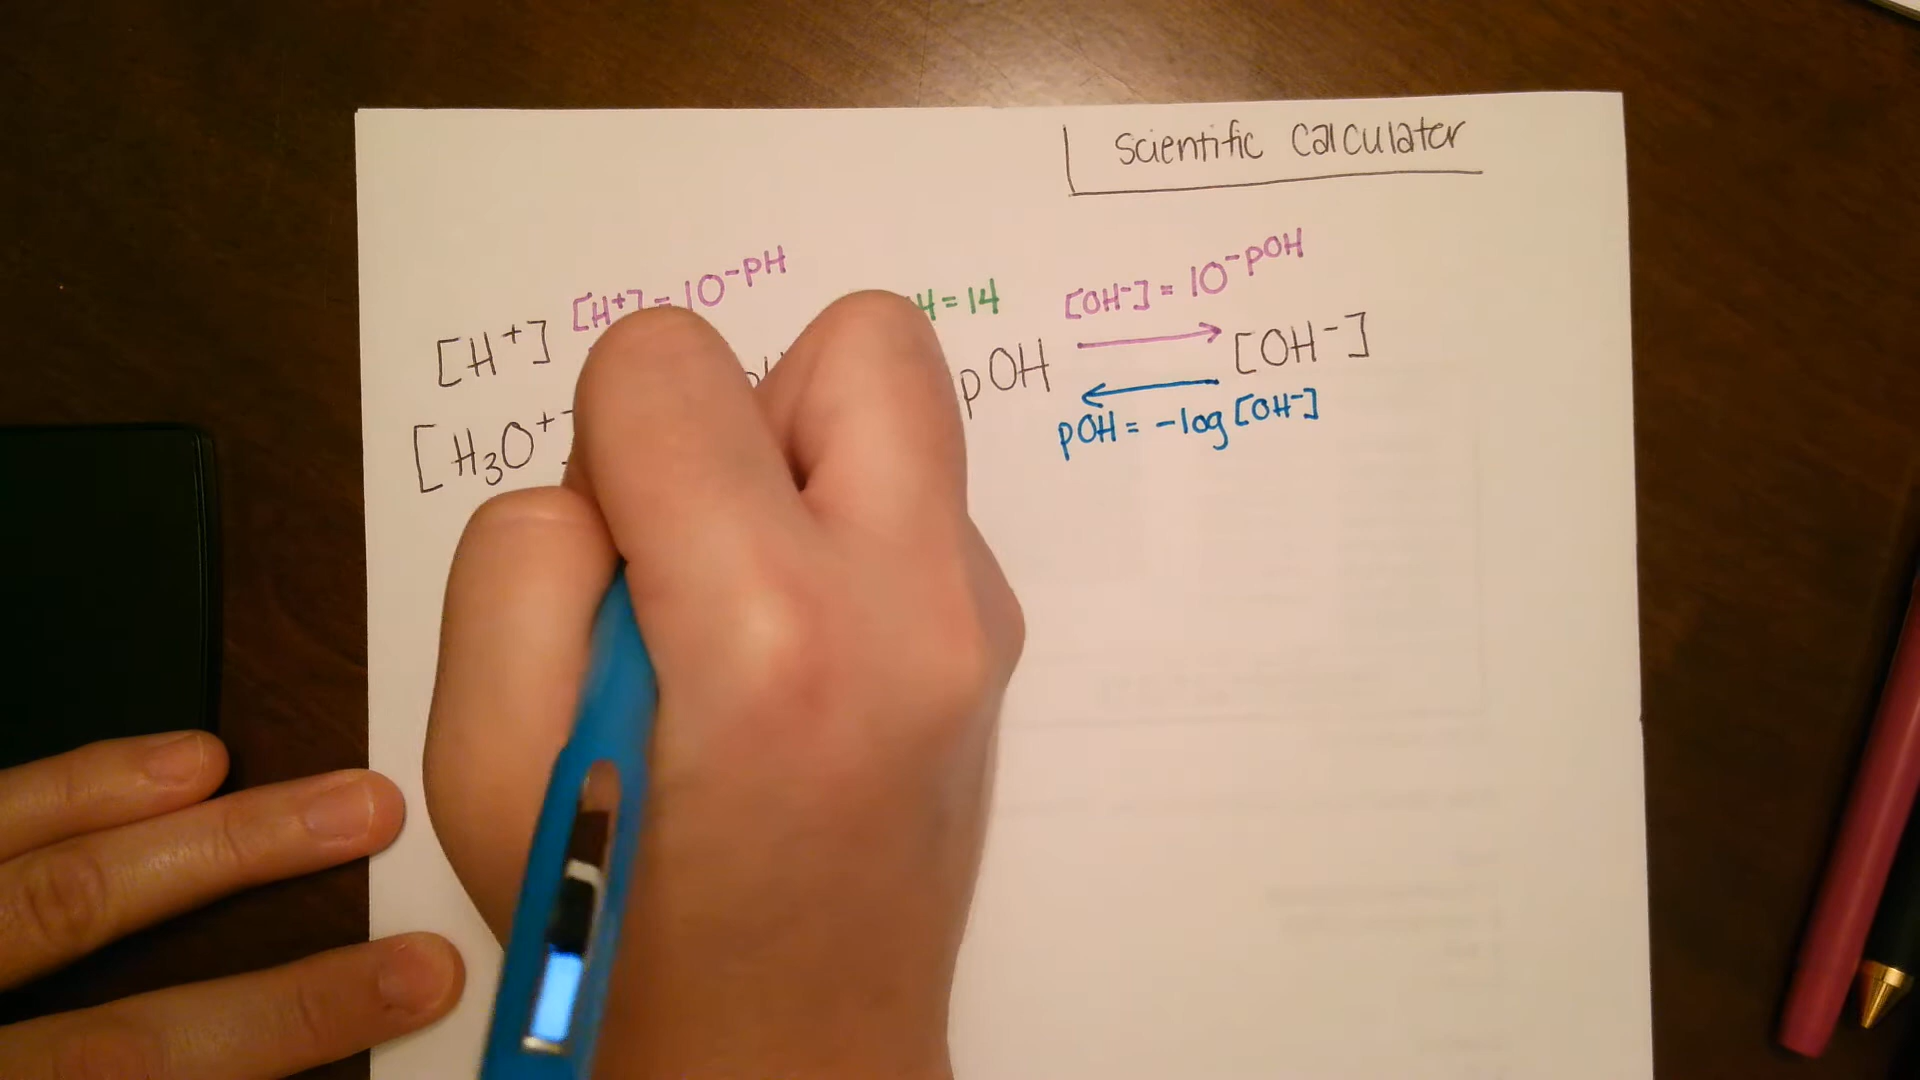 Scientific Calculater
[H⁺] = 10⁻ᵖᴴ
H = 14
[OH⁻] = 10⁻ᵖᴼᴴ
[H⁺]
pOH
[OH⁻]
[H₃O⁺]
pOH = -log [OH⁻]